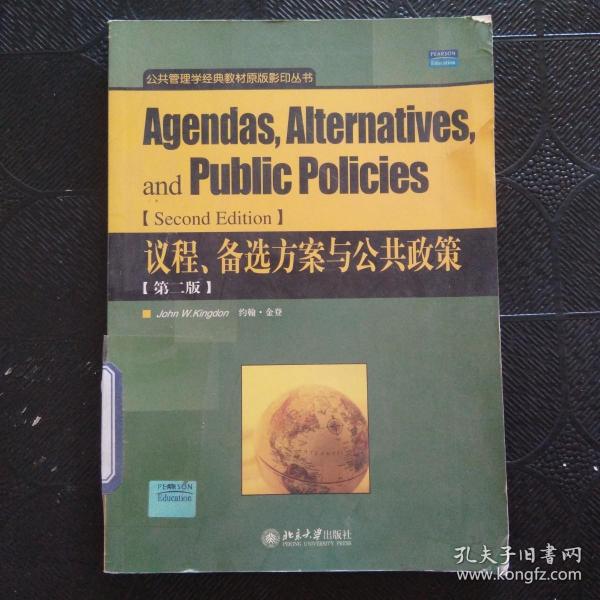 PEARSON
Education
公共管理学经典教材原版影印丛书
Agendas, Alternatives,
and Public Policies
【Second Edition】
议程、备选方案与公共政策
【第二版】
John W.Kingdon 约翰·金登
PEARSON
Education
北京大学出版社
PEKING UNIVERSITY PRESS
孔夫子旧书网
www.kongfz.com